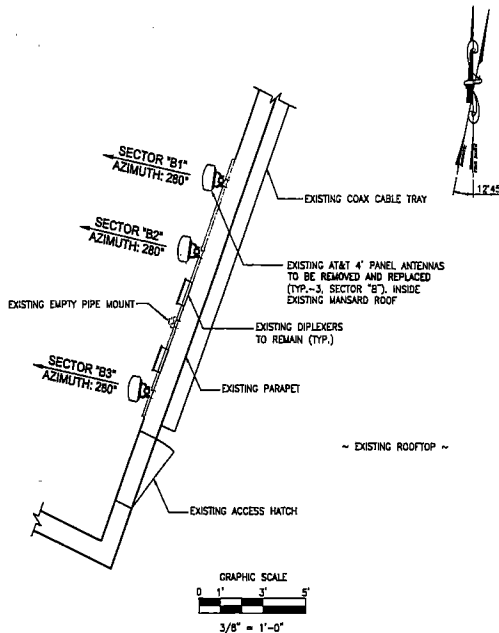 SECTOR "B1"
AZIMUTH: 280°
12°45
EXISTING COAX CABLE TRAY
SECTOR "B2"
AZIMUTH: 280°
EXISTING AT&T 4' PANEL ANTENNAS
TO BE REMOVED AND REPLACED
(TYP.-3, SECTOR "B"). INSIDE
EXISTING MANSARD ROOF
EXISTING EMPTY PIPE MOUNT
EXISTING DIPLEXERS
TO REMAIN (TYP.)
SECTOR "B3"
AZIMUTH: 280°
EXISTING PARAPET
~ EXISTING ROOFTOP ~
EXISTING ACCESS HATCH
GRAPHIC SCALE
0 1' 3' 5'
3/8" = 1'-0"